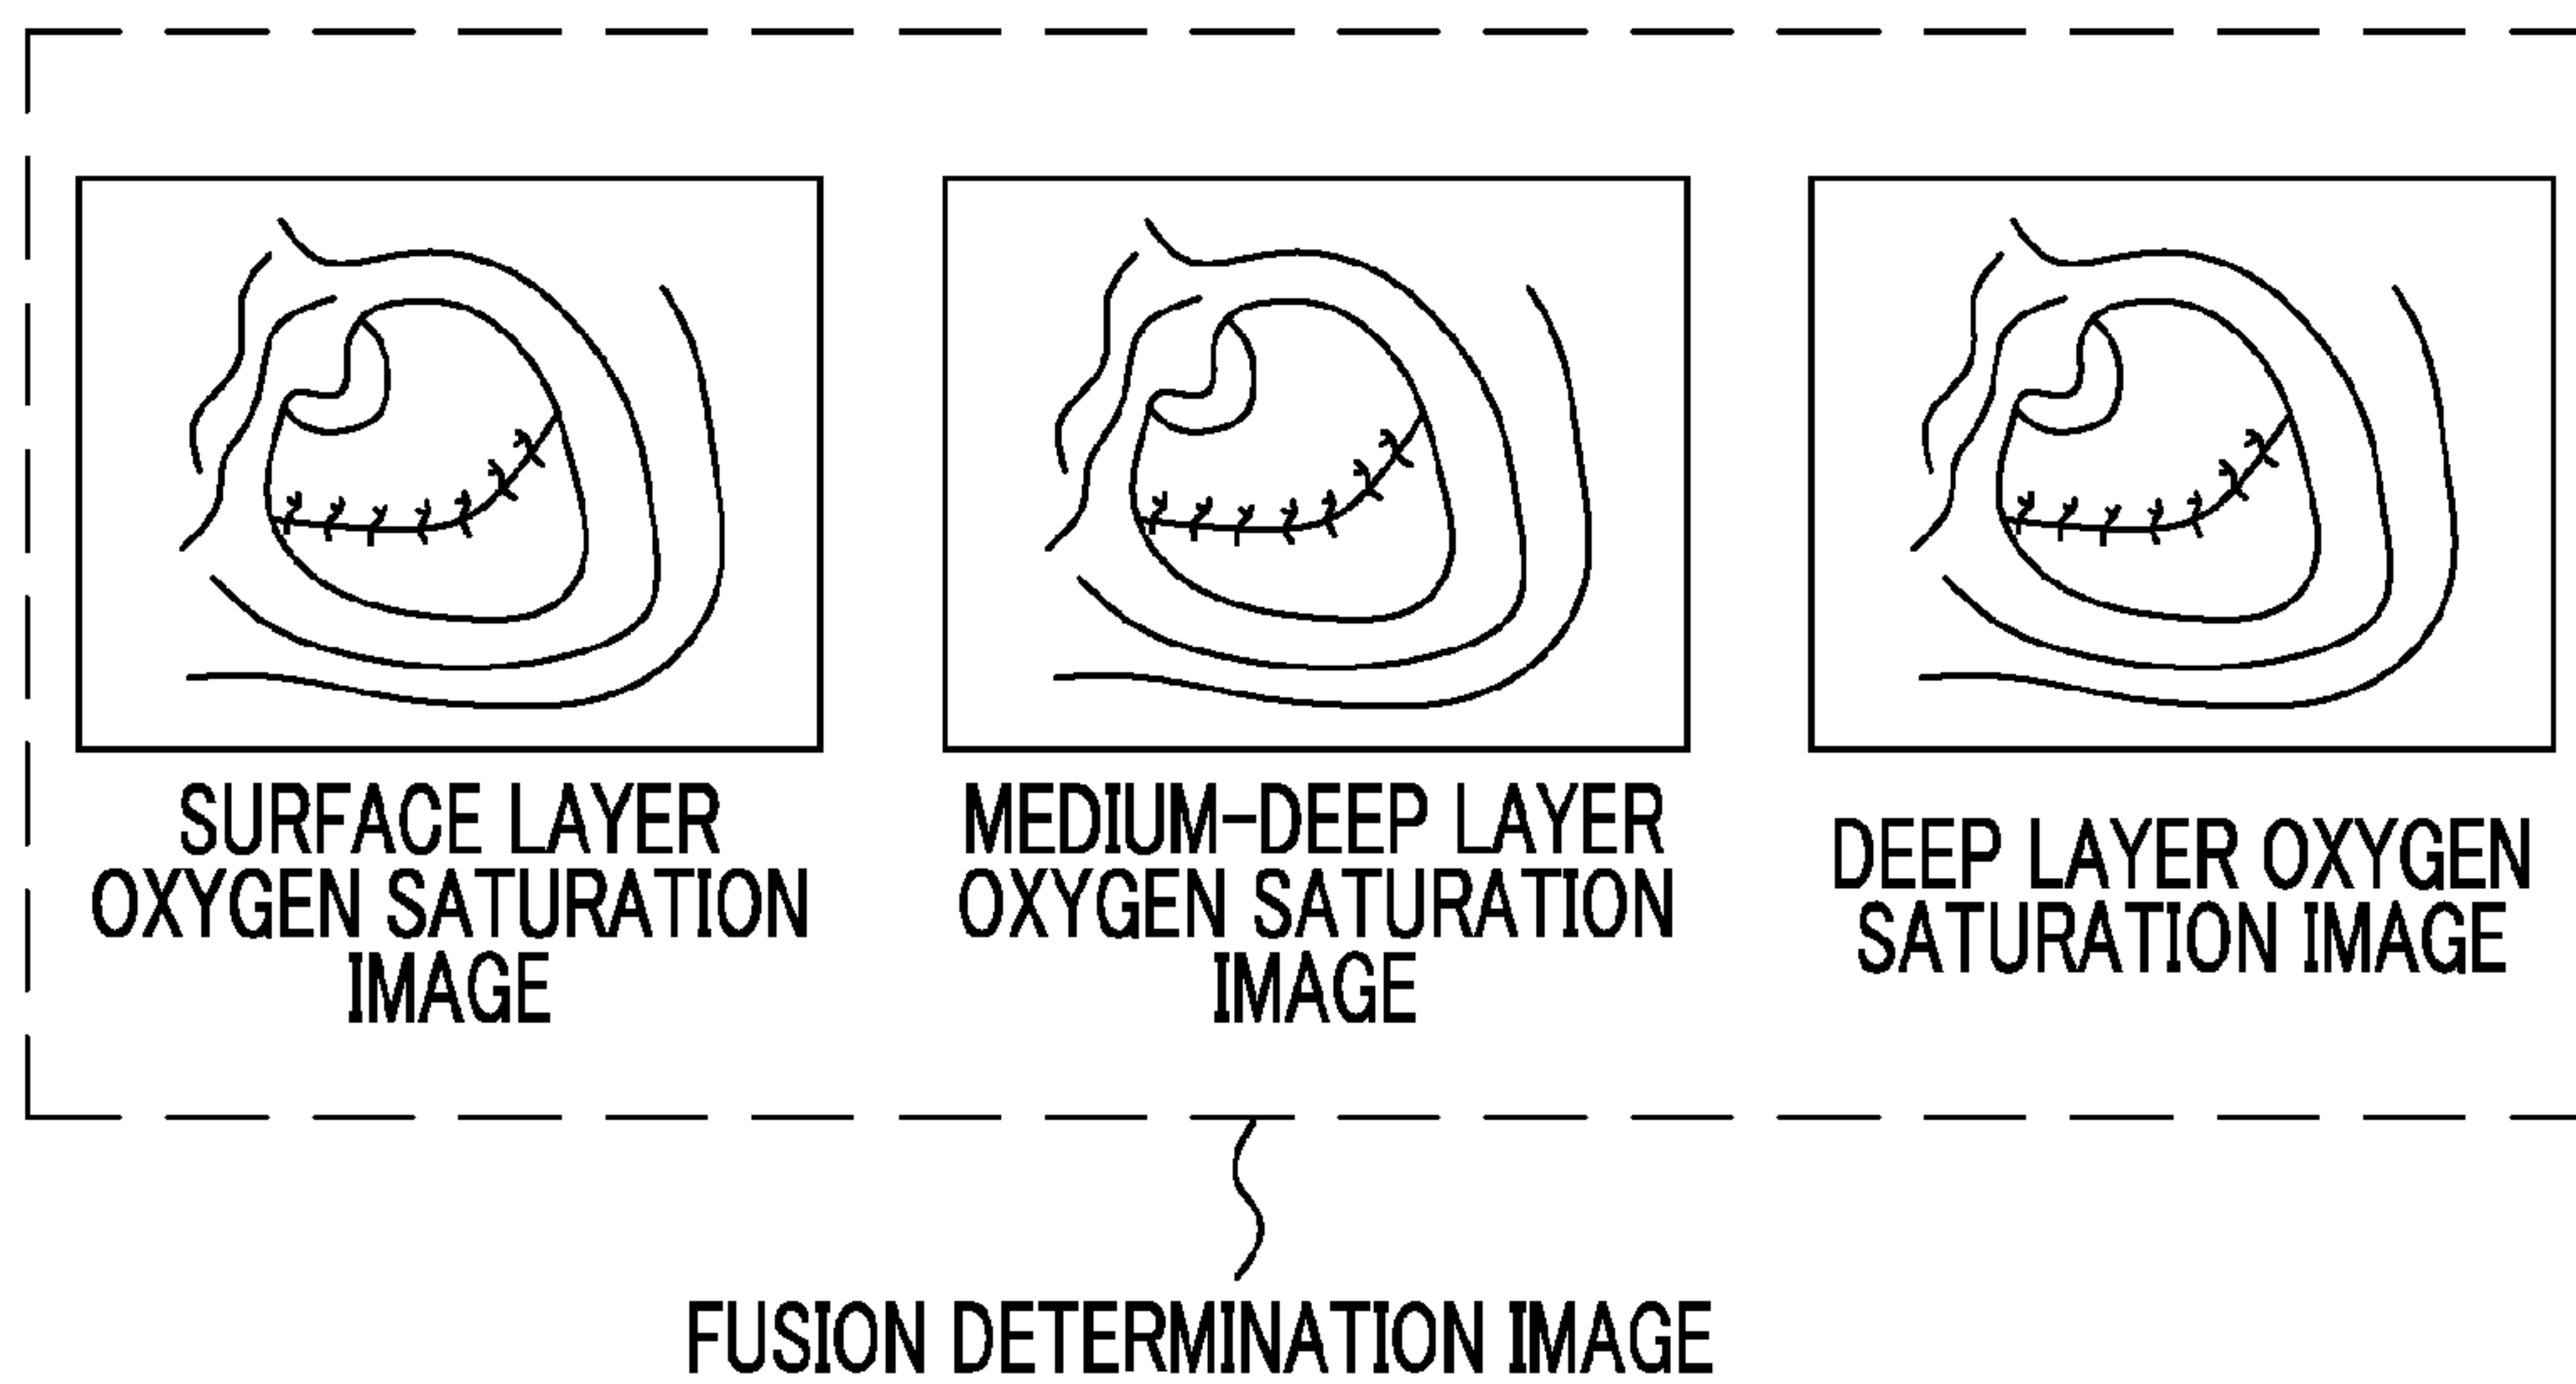 SURFACE LAYER
OXYGEN SATURATION
IMAGE
MEDIUM-DEEP LAYER
OXYGEN SATURATION
IMAGE
DEEP LAYER OXYGEN
SATURATION IMAGE
FUSION DETERMINATION IMAGE